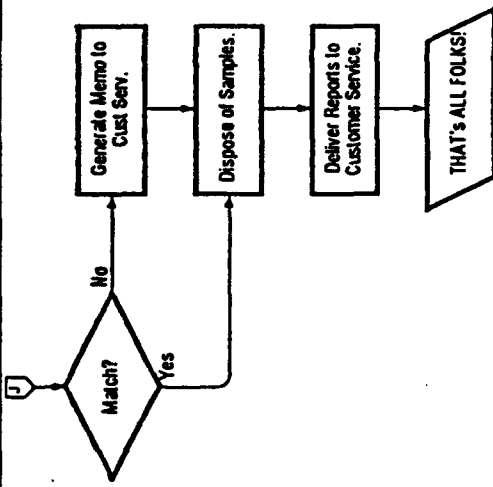 J
Match?
No
Yes
Generate Memo to
Cust Serv.
Dispose of Samples.
Deliver Reports to
Customer Service.
THAT's ALL FOLKS!